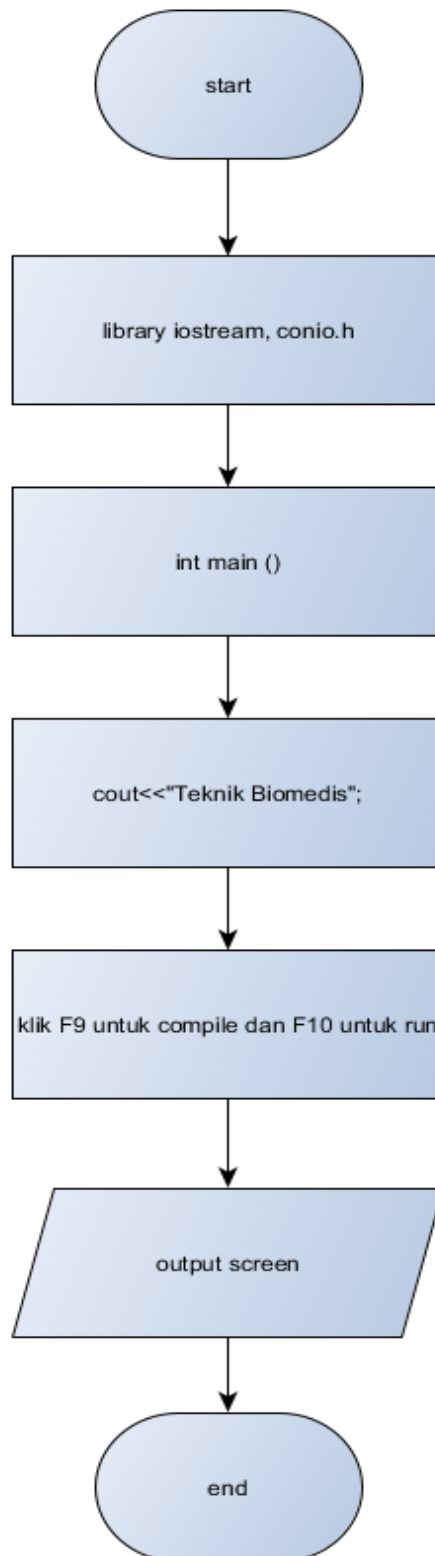 start
library iostream, conio.h
int main ()
cout<<"Teknik Biomedis";
klik F9 untuk compile dan F10 untuk run
output screen
end